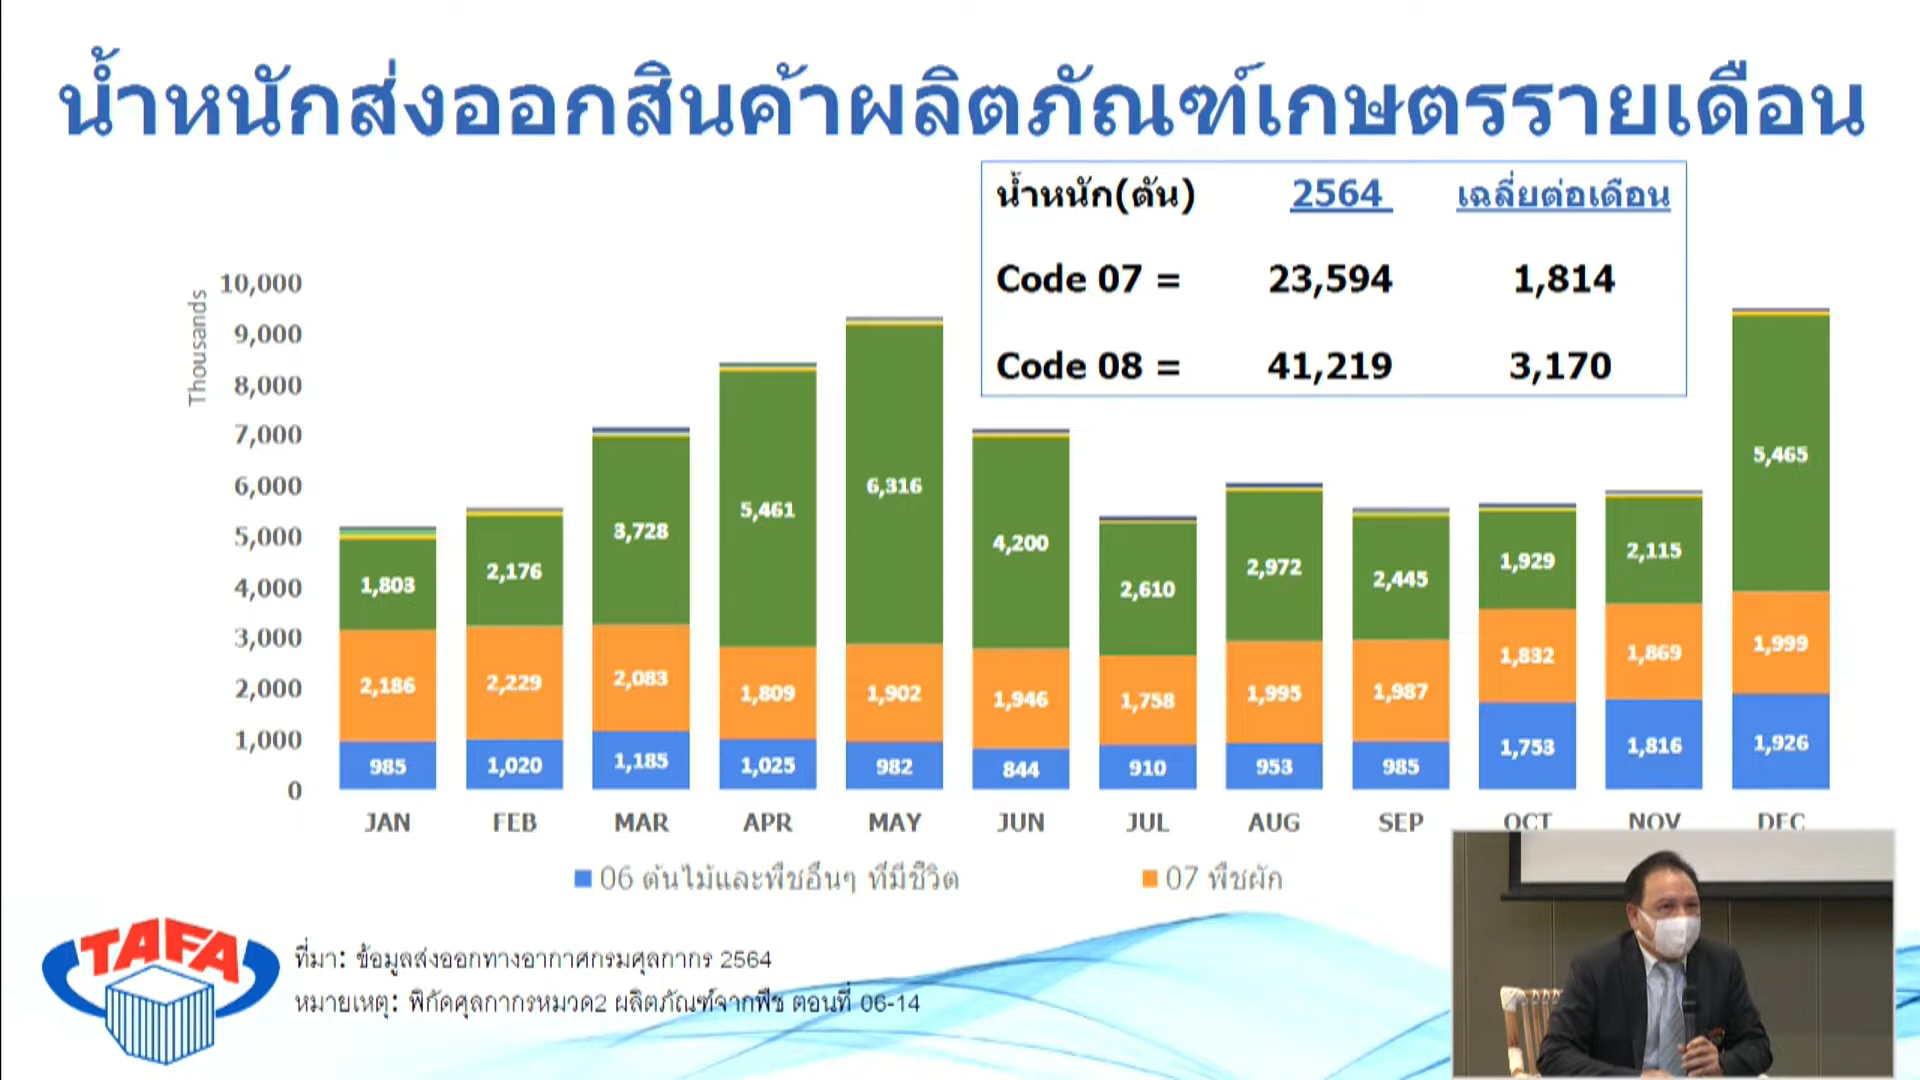 น้ำหนักส่งออกสินค้าผลิตภัณฑ์เกษตรรายเดือน
น้ำหนัก(ตัน) 2564 เฉลี่ยต่อเดือน
Code 07 = 23,594 1,814
Code 08 = 41,219 3,170
Thousands
10,000
9,000
8,000
7,000
6,000
5,000
4,000
3,000
2,000
1,000
0
1,803 2,176 3,728 5,461 6,316 4,200 2,610 2,972 2,445 1,929 2,115 5,465
2,186 2,229 2,083 1,809 1,902 1,946 1,758 1,995 1,987 1,832 1,869 1,999
985 1,020 1,185 1,025 982 844 910 953 985 1,753 1,816 1,926
JAN FEB MAR APR MAY JUN JUL AUG SEP OCT NOV DEC
06 ต้นไม้และพืชอื่นๆ ที่มีชีวิต 07 พืชผัก
TAFA
ที่มา: ข้อมูลส่งออกทางอากาศกรมศุลกากร 2564
หมายเหตุ: พิกัดศุลกากรหมวด2 ผลิตภัณฑ์จากพืช ตอนที่ 06-14